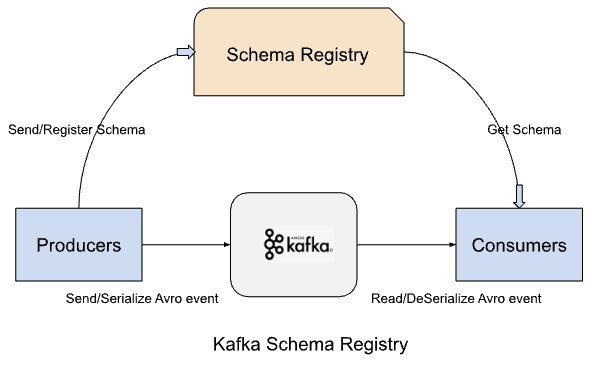 Schema Registry
Send/Register Schema
Get Schema
Producers
APACHE
kafka
Consumers
Send/Serialize Avro event
Read/DeSerialize Avro event
Kafka Schema Registry